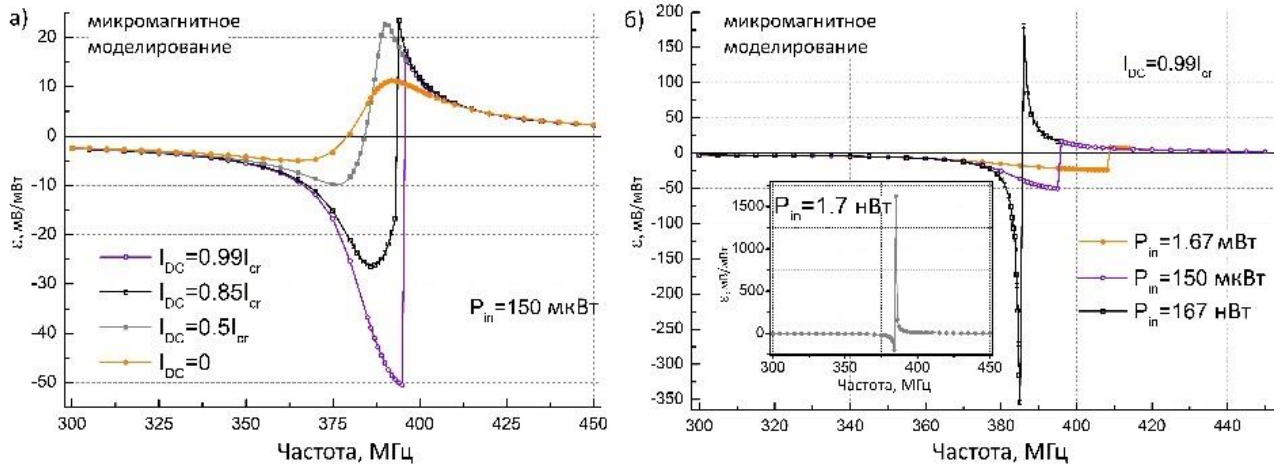 а)
микромагнитное
моделирование
ε, мВ/мВт
20
10
0
-10
-20
-30
-40
-50
I_DC=0.99I_cr
I_DC=0.85I_cr
I_DC=0.5I_cr
I_DC=0
P_in=150 мкВт
300 325 350 375 400 425 450
Частота, МГц
б)
микромагнитное
моделирование
I_DC=0.99I_cr
ε, мВ/мВт
200
150
100
50
0
-50
-100
-150
-200
-250
-300
-350
P_in=1.7 нВт
ε, мВ/мВт
1500
1000
500
0
300 350 400 450
Частота, МГц
P_in=1.67 мВт
P_in=150 мкВт
P_in=167 нВт
300 320 340 360 380 400 420 440
Частота, МГц